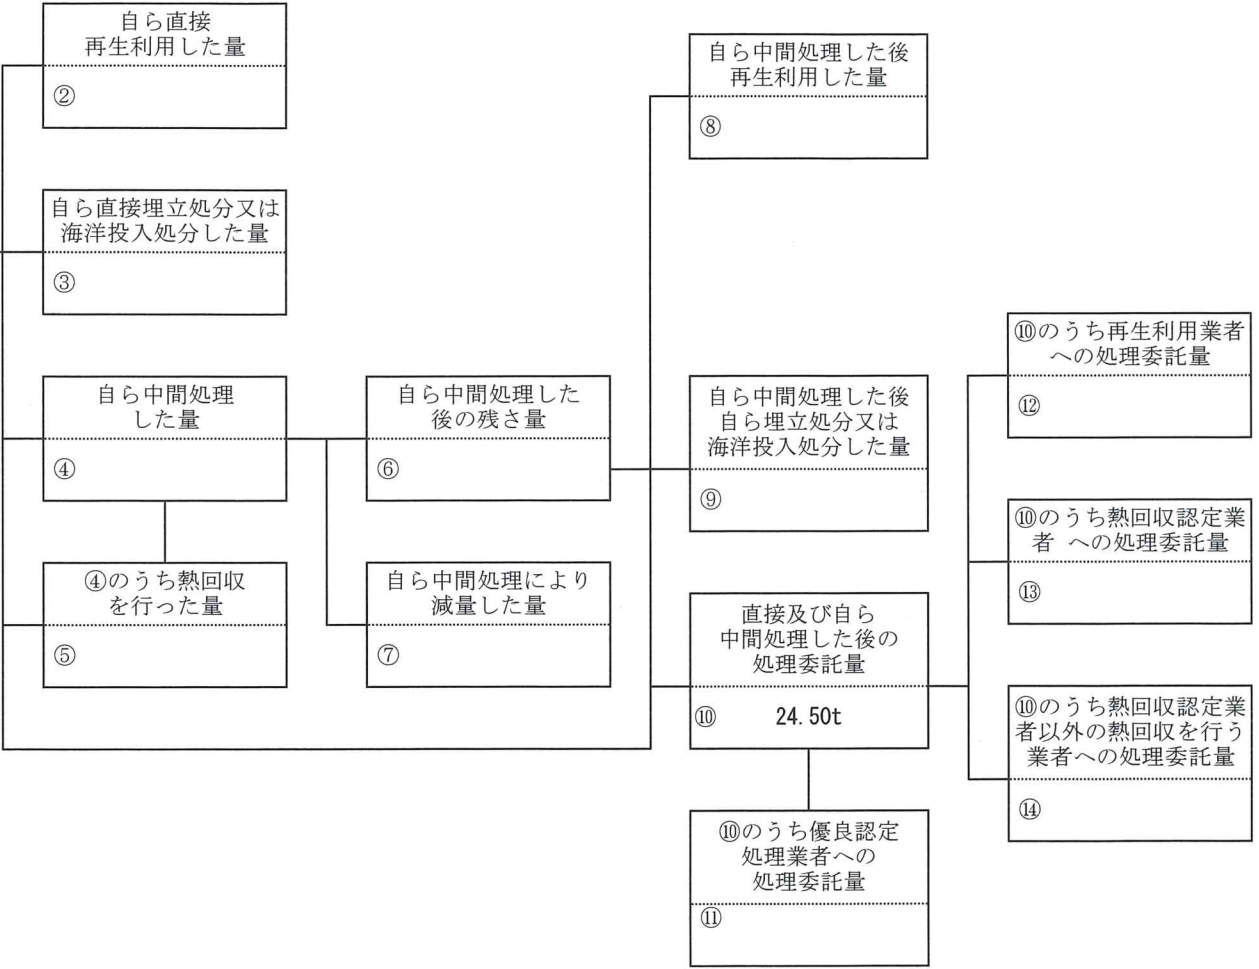 自ら直接
再生利用した量
②
自ら直接埋立処分又は
海洋投入処分した量
③
自ら中間処理
した量
④
④のうち熱回収
を行った量
⑤
自ら中間処理した
後の残さ量
⑥
自ら中間処理により
減量した量
⑦
自ら中間処理した後
再生利用した量
⑧
自ら中間処理した後
自ら埋立処分又は
海洋投入処分した量
⑨
直接及び自ら
中間処理した後の
処理委託量
⑩ 24.50t
⑩のうち優良認定
処理業者への
処理委託量
⑪
⑩のうち再生利用業者
への処理委託量
⑫
⑩のうち熱回収認定業
者 への処理委託量
⑬
⑩のうち熱回収認定業
者以外の熱回収を行う
業者への処理委託量
⑭